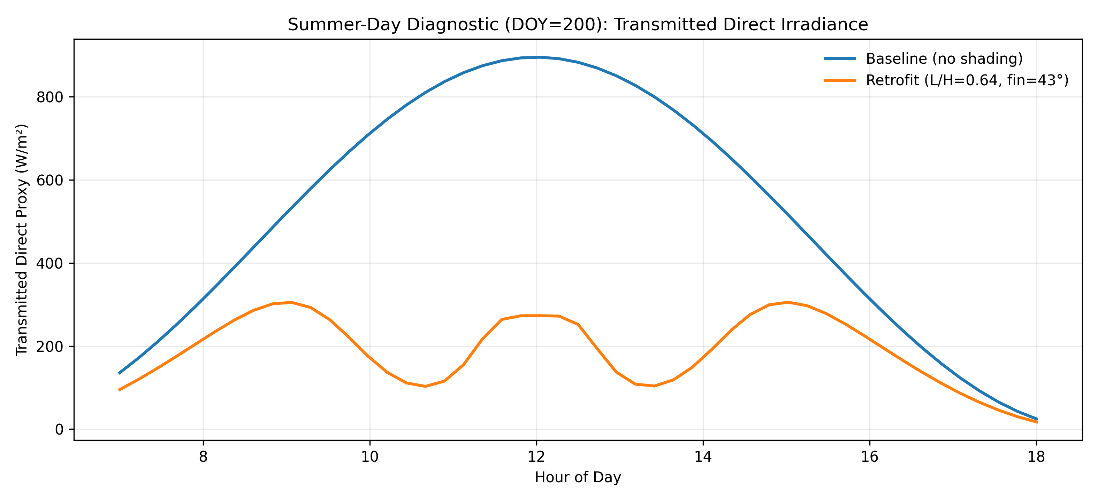 Summer-Day Diagnostic (DOY=200): Transmitted Direct Irradiance
Baseline (no shading)
Retrofit (L/H=0.64, fin=43°)
Transmitted Direct Proxy (W/m²)
800
600
400
200
0
8 10 12 14 16 18
Hour of Day